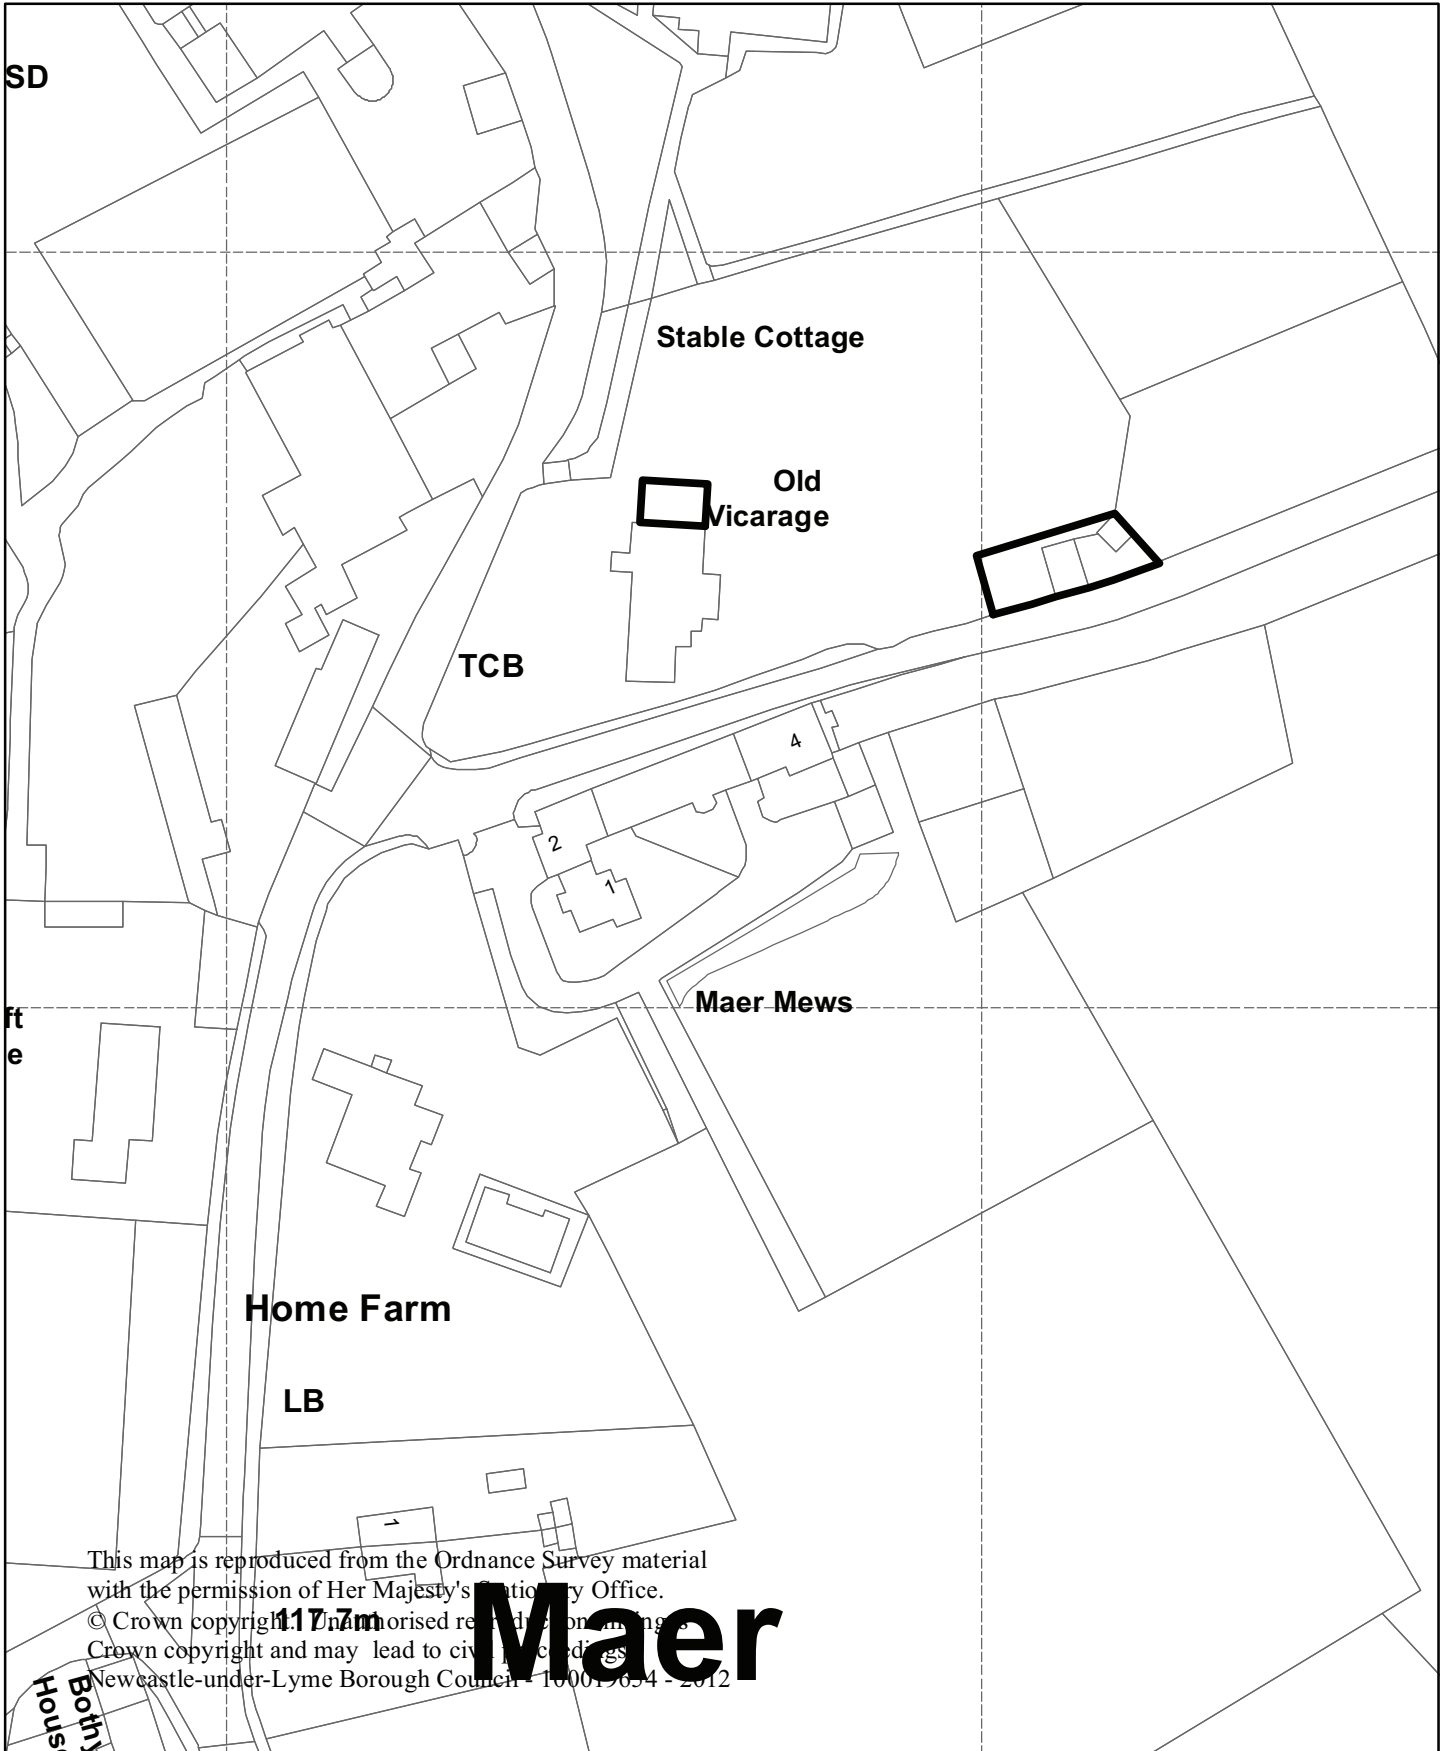 SD
Stable Cottage
Old
Vicarage
TCB
4
2
1
Maer Mews
ft
e
Home Farm
LB
1
This map is reproduced from the Ordnance Survey material
with the permission of Her Majesty's Stationery Office.
© Crown copyright. Unauthorised reproduction infringes
Crown copyright and may lead to civil proceedings.
Newcastle-under-Lyme Borough Council - 100019654 - 2012
117.7m
Maer
Bothy
House